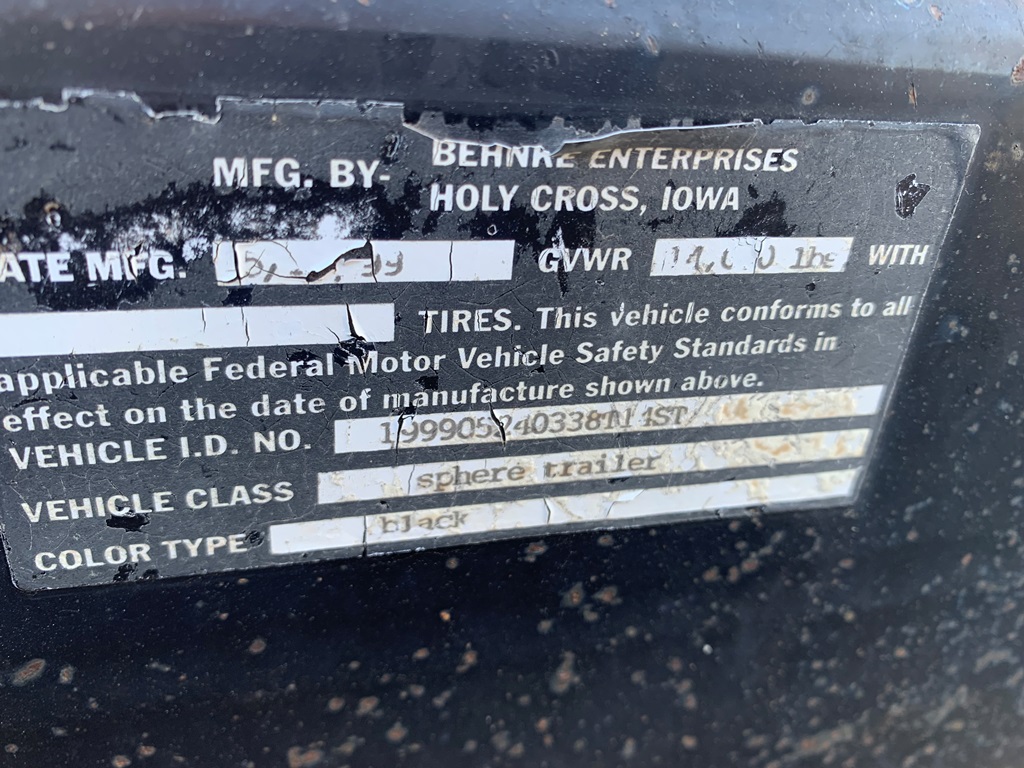 MFG. BY- BEHNKE ENTERPRISES
HOLY CROSS, IOWA
ATE MFG. GVWR lbs WITH
TIRES. This vehicle conforms to all
applicable Federal Motor Vehicle Safety Standards in
effect on the date of manufacture shown above.
VEHICLE I.D. NO. 199905240338T14ST
VEHICLE CLASS sphere trailer
COLOR TYPE black